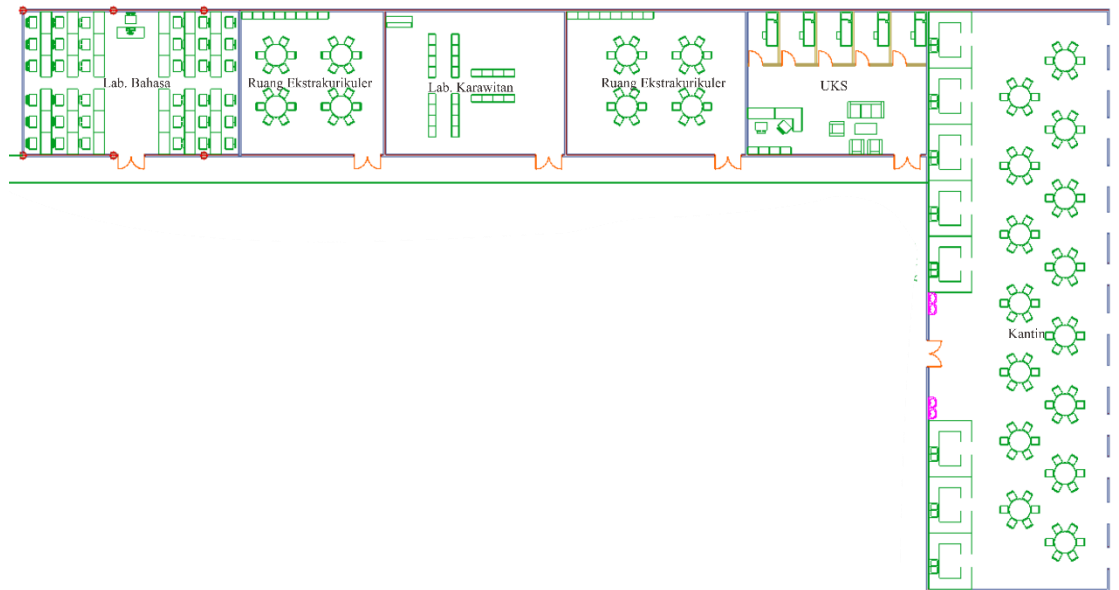 Lab. Bahasa
Ruang Ekstrakurikuler
Lab. Karawitan
Ruang Ekstrakurikuler
UKS
Kantin